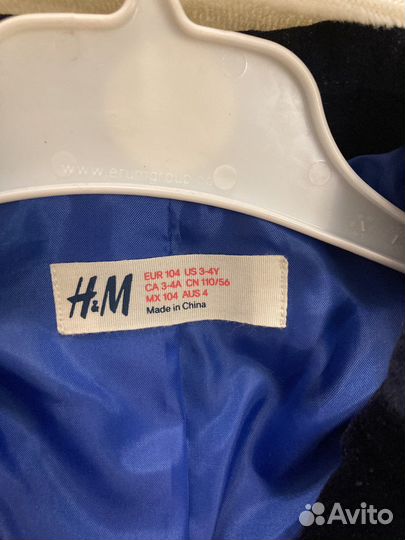 www.erumgroup.
H&M
EUR 104 US 3-4Y
CA 3-4A CN 110/56
MX 104 AUS 4
Made in China
Avito